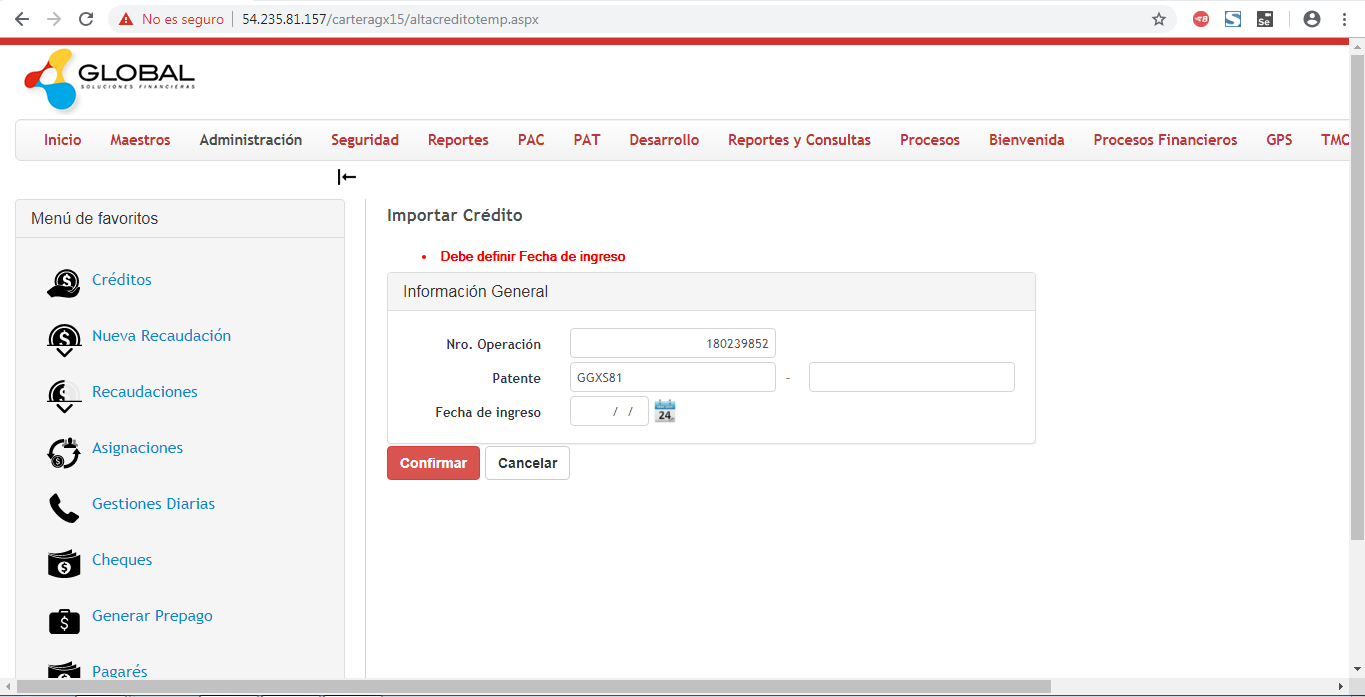 No es seguro
54.235.81.157/carteragx15/altacreditotemp.aspx
GLOBAL
SOLUCIONES FINANCIERAS
Inicio Maestros Administración Seguridad Reportes PAC PAT Desarrollo Reportes y Consultas Procesos Bienvenida Procesos Financieros GPS TMO
Menú de favoritos
Créditos
Nueva Recaudación
Recaudaciones
Asignaciones
Gestiones Diarias
Cheques
Generar Prepago
Pagarés
Importar Crédito
• Debe definir Fecha de ingreso
Información General
Nro. Operación 180239852
Patente GGXS81 -
Fecha de ingreso / / 24
Confirmar Cancelar